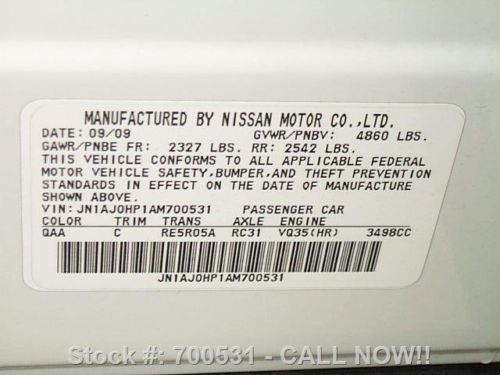 MANUFACTURED BY NISSAN MOTOR CO.,LTD.
DATE: 09/09 GVWR/PNBV: 4860 LBS.
GAWR/PNBE FR: 2327 LBS. RR: 2542 LBS.
THIS VEHICLE CONFORMS TO ALL APPLICABLE FEDERAL
MOTOR VEHICLE SAFETY,BUMPER,AND THEFT PREVENTION
STANDARDS IN EFFECT ON THE DATE OF MANUFACTURE
SHOWN ABOVE.
VIN: JN1AJ0HP1AM700531 PASSENGER CAR
COLOR TRIM TRANS AXLE ENGINE
QAA C RE5R05A RC31 VQ35(HR) 3498CC
JN1AJ0HP1AM700531
Stock #: 700531 - CALL NOW!!